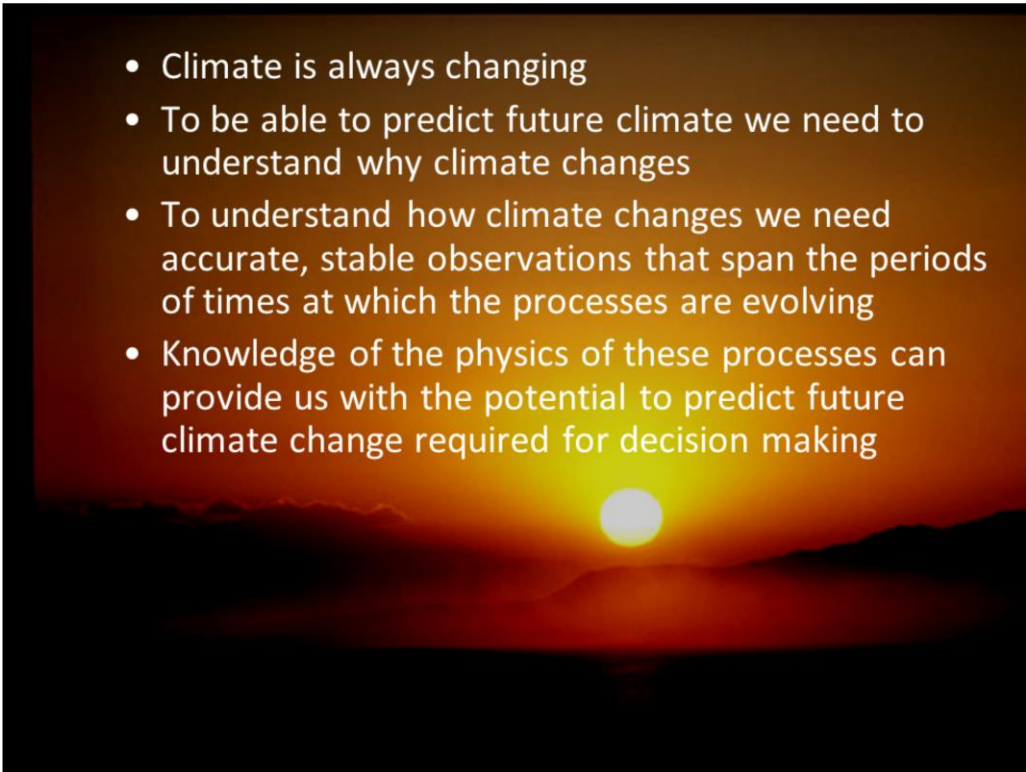 • Climate is always changing
• To be able to predict future climate we need to
understand why climate changes
• To understand how climate changes we need
accurate, stable observations that span the periods
of times at which the processes are evolving
• Knowledge of the physics of these processes can
provide us with the potential to predict future
climate change required for decision making